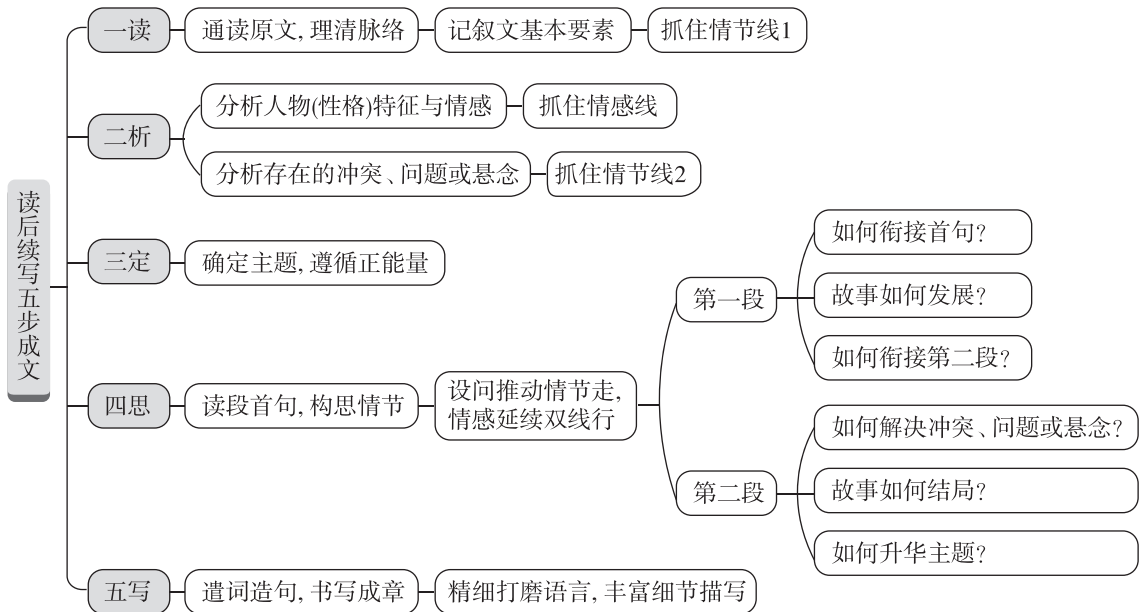 读后续写五步成文
一读
通读原文,理清脉络
记叙文基本要素
抓住情节线1
二析
分析人物(性格)特征与情感
抓住情感线
分析存在的冲突、问题或悬念
抓住情节线2
三定
确定主题,遵循正能量
四思
读段首句,构思情节
设问推动情节走,
情感延续双线行
第一段
如何衔接首句?
故事如何发展?
如何衔接第二段?
第二段
如何解决冲突、问题或悬念?
故事如何结局?
如何升华主题?
五写
遣词造句,书写成章
精细打磨语言,丰富细节描写